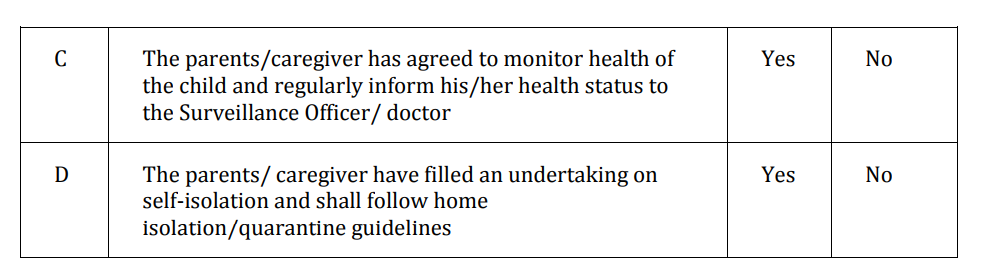 C The parents/caregiver has agreed to monitor health of Yes No
the child and regularly inform his/her health status to
the Surveillance Officer/ doctor
D The parents/ caregiver have filled an undertaking on Yes No
self-isolation and shall follow home
isolation/quarantine guidelines